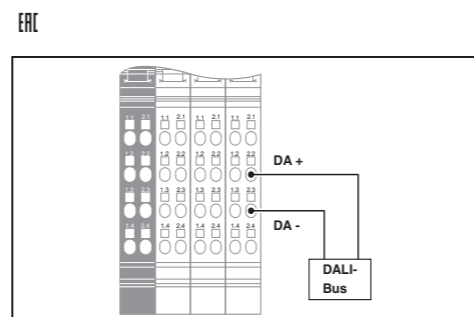 EAC
1.1 2.1 1.1 2.1 1.1 2.1 1.1 2.1
1.2 2.2 1.2 2.2 1.2 2.2 1.2 2.2
DA +
1.3 2.3 1.3 2.3 1.3 2.3 1.3 2.3
DA -
1.4 2.4 1.4 2.4 1.4 2.4 1.4 2.4
DALI-
Bus